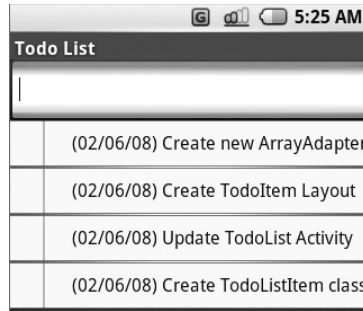 G 5:25 AM
Todo List
(02/06/08) Create new ArrayAdapter
(02/06/08) Create TodoItem Layout
(02/06/08) Update TodoList Activity
(02/06/08) Create TodoListItem class